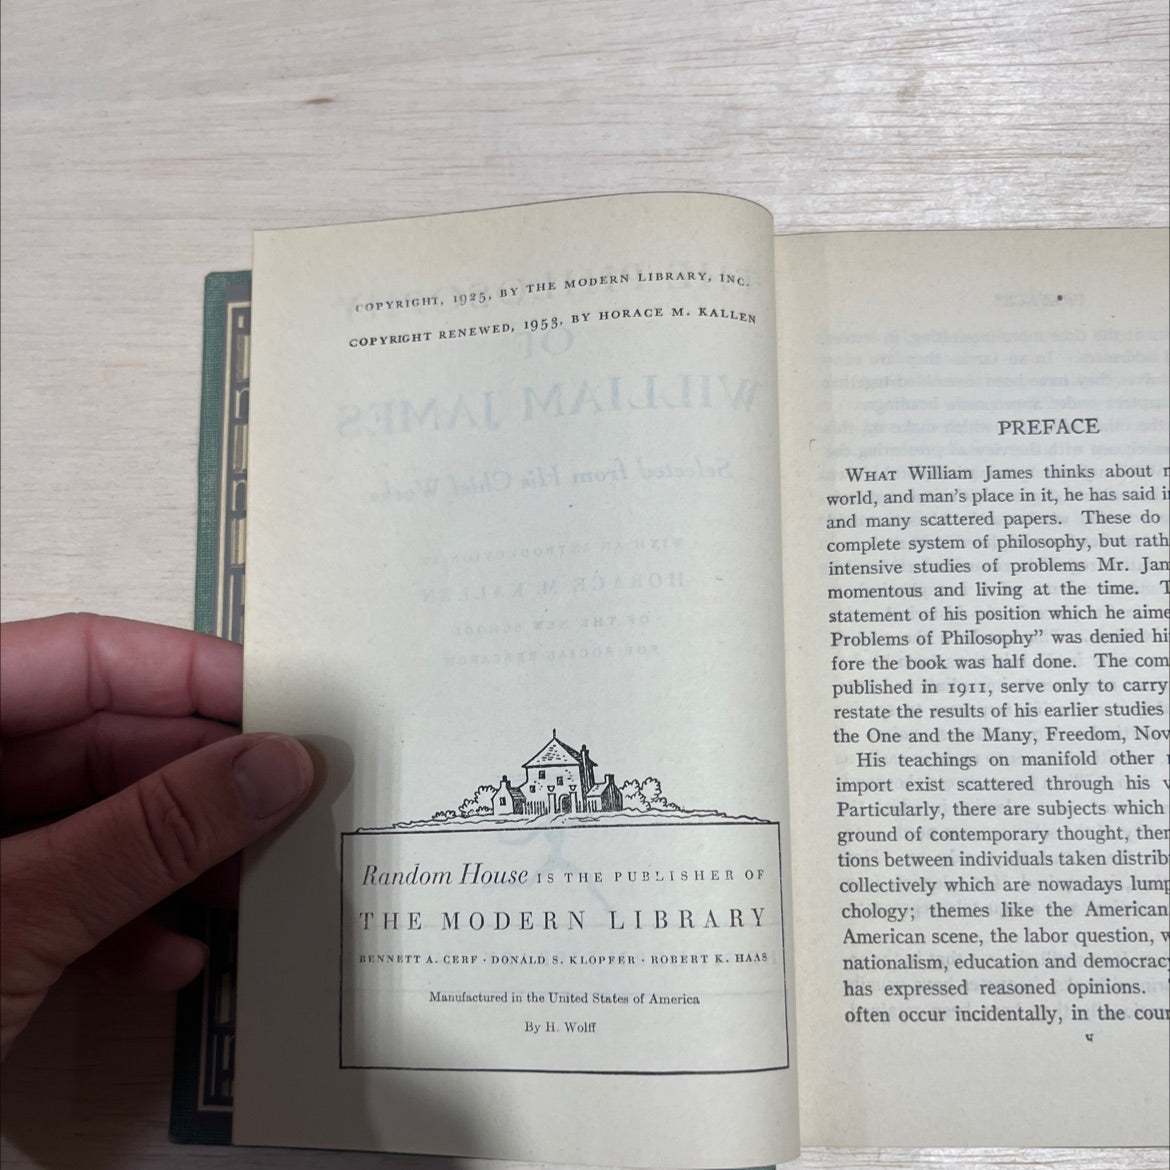 COPYRIGHT, 1925, BY THE MODERN LIBRARY, INC.
COPYRIGHT RENEWED, 1953, BY HORACE M. KALLEN
Random House IS THE PUBLISHER OF
THE MODERN LIBRARY
BENNETT A. CERF · DONALD S. KLOPFER · ROBERT K. HAAS
Manufactured in the United States of America
By H. Wolff
PREFACE
WHAT William James thinks about
world, and man's place in it, he has said
and many scattered papers. These do
complete system of philosophy, but rath
intensive studies of problems Mr. Jam
momentous and living at the time.
statement of his position which he aime
Problems of Philosophy" was denied hi
fore the book was half done. The com
published in 1911, serve only to carry
restate the results of his earlier studies
the One and the Many, Freedom, Nov
His teachings on manifold other
import exist scattered through his
Particularly, there are subjects which
ground of contemporary thought, ther
tions between individuals taken distrib
collectively which are nowadays lump
chology; themes like the American
American scene, the labor question,
nationalism, education and democracy
has expressed reasoned opinions.
often occur incidentally, in the cour
v